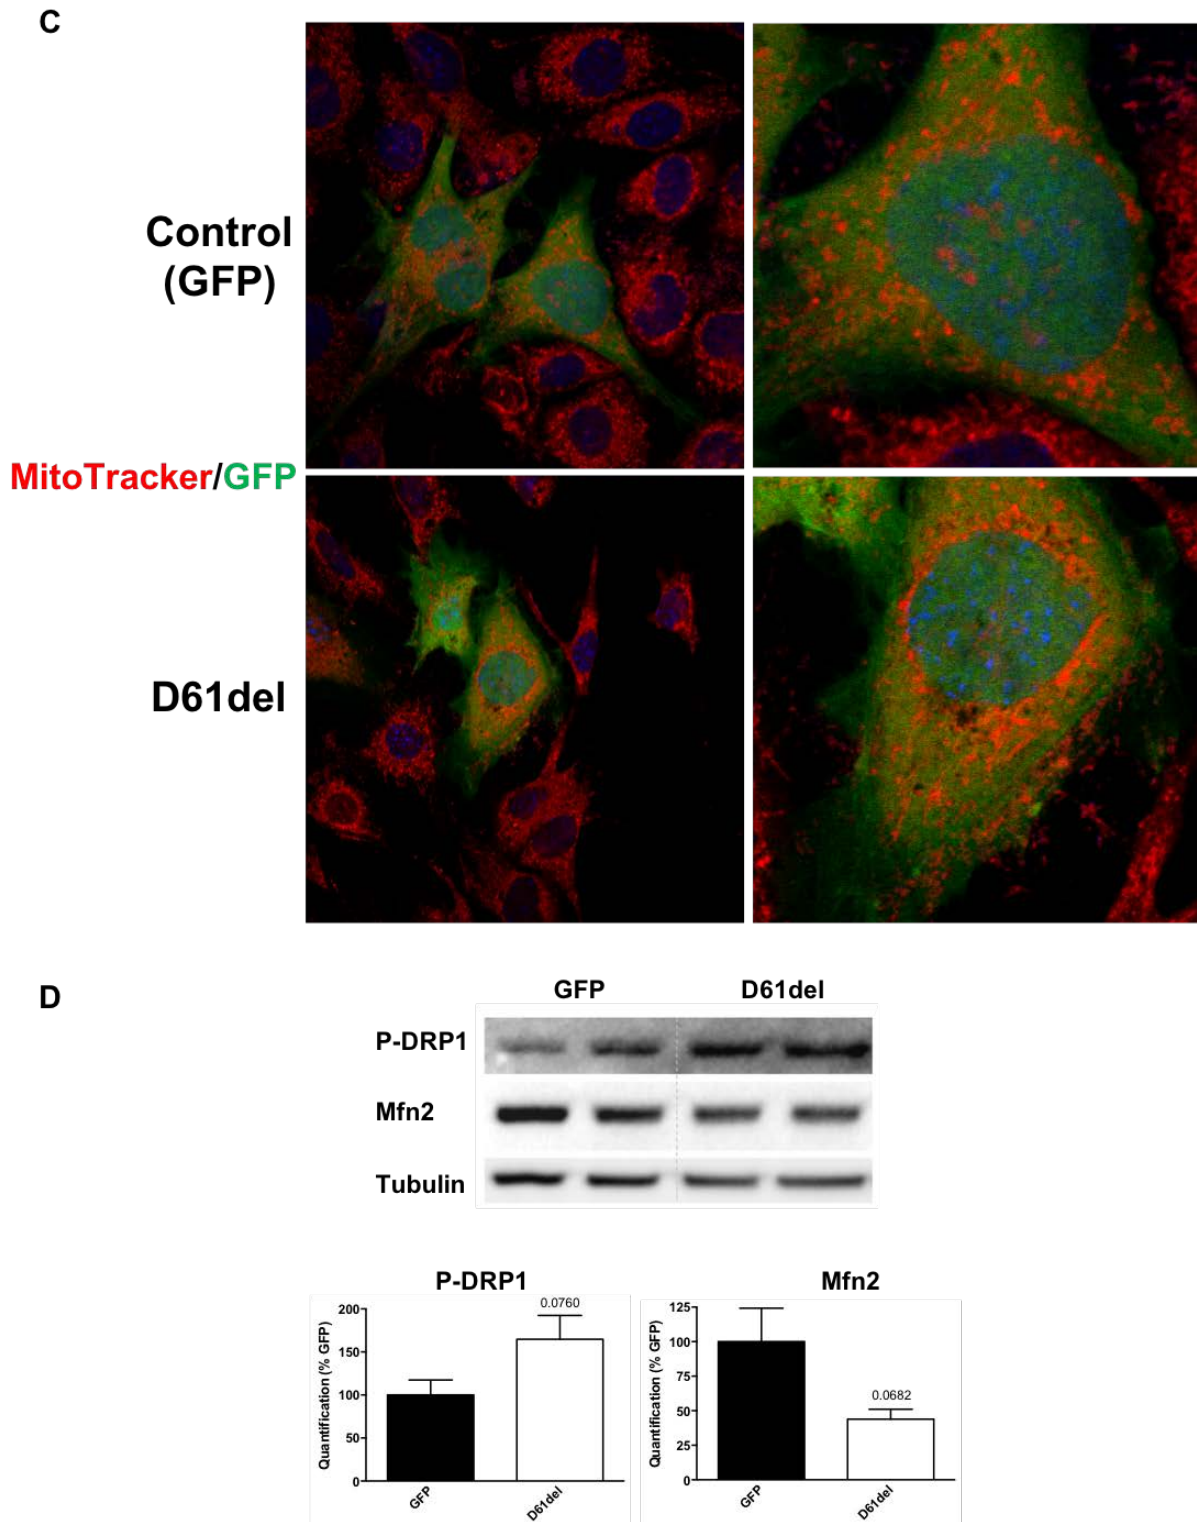 C
Control
(GFP)
MitoTracker/GFP
D61del
D
GFP D61del
P-DRP1
Mfn2
Tubulin
P-DRP1
Quantification (% GFP)
200
150
100
50
0
0.0760
GFP
D61del
Mfn2
Quantification (% GFP)
125
100
75
50
25
0
0.0682
GFP
D61del